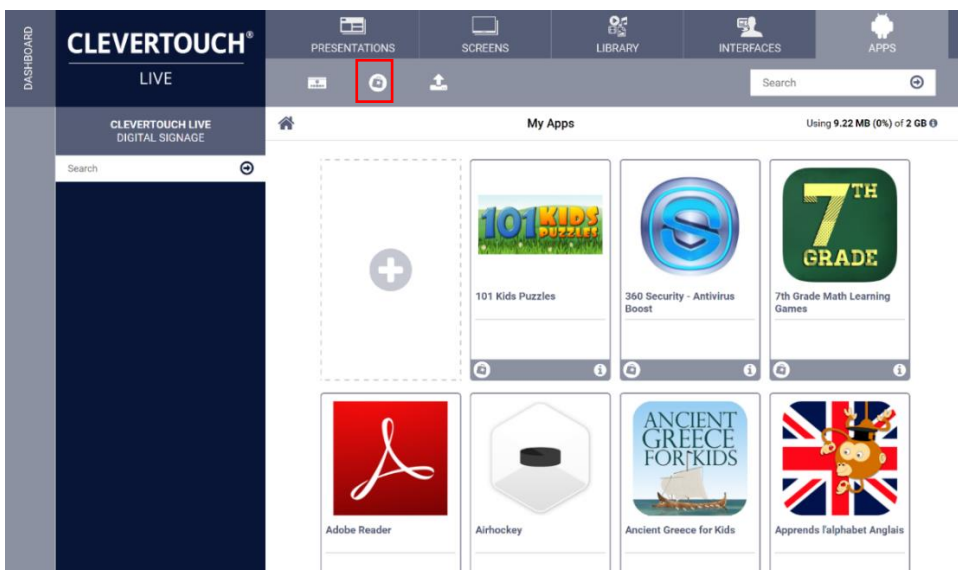 DASHBOARD
CLEVERTOUCH®
LIVE
PRESENTATIONS
SCREENS
LIBRARY
INTERFACES
APPS
Search
CLEVERTOUCH LIVE
DIGITAL SIGNAGE
My Apps
Using 9.22 MB (0%) of 2 GB
Search
101 KIDS
PUZZLES
101 Kids Puzzles
S
360 Security - Antivirus
Boost
7TH
GRADE
7th Grade Math Learning
Games
Adobe Reader
Airhockey
ANCIENT
GREECE
FOR KIDS
Ancient Greece for Kids
Apprends l'alphabet Anglais